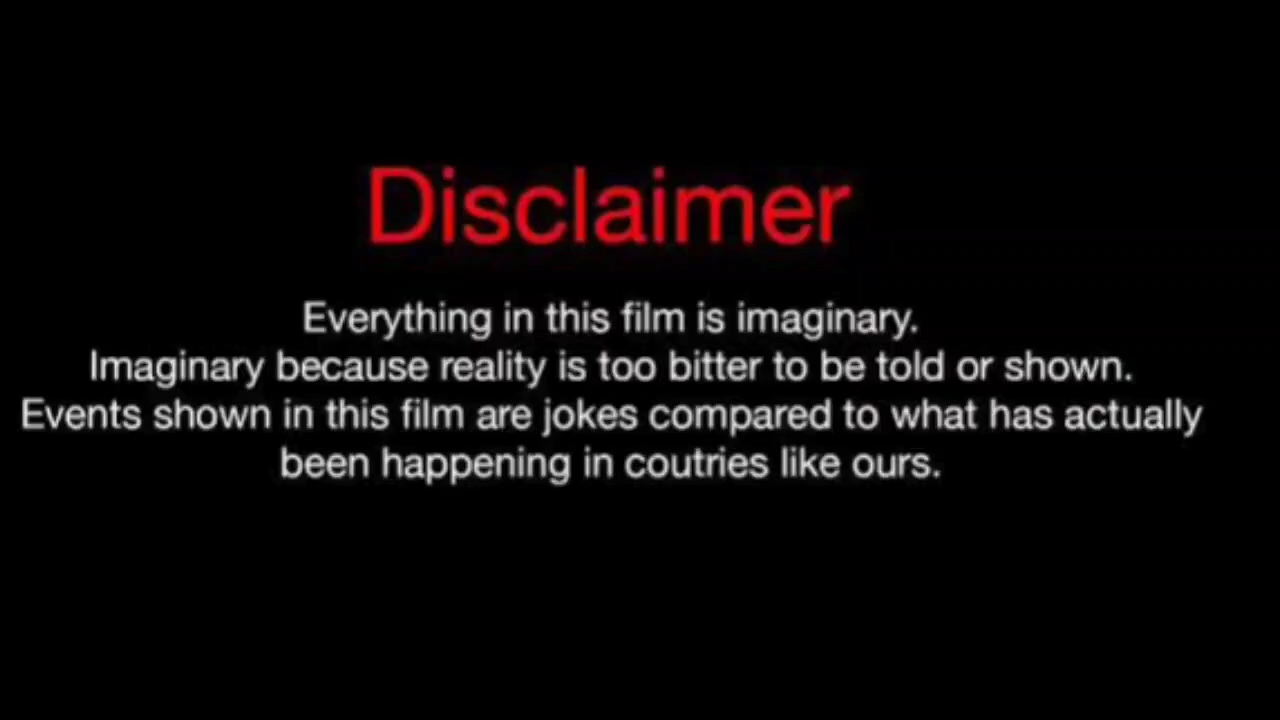 Disclaimer
Everything in this film is imaginary.
Imaginary because reality is too bitter to be told or shown.
Events shown in this film are jokes compared to what has actually
been happening in coutries like ours.